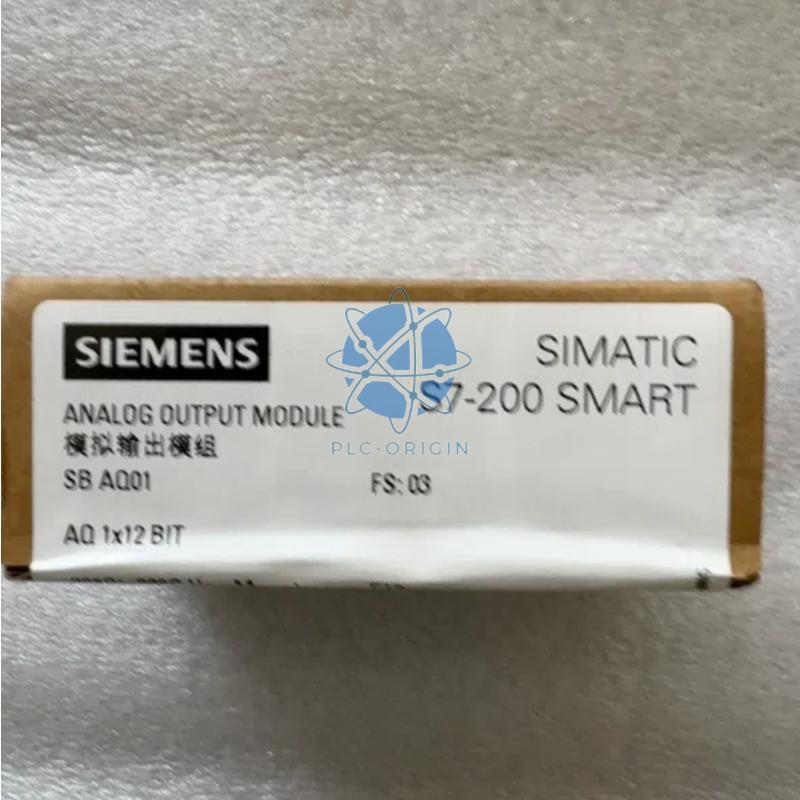 SIEMENS
SIMATIC
S7-200 SMART
ANALOG OUTPUT MODULE
模拟输出模组
SB AQ01
FS: 03
AQ 1x12 BIT
PLC-ORIGIN